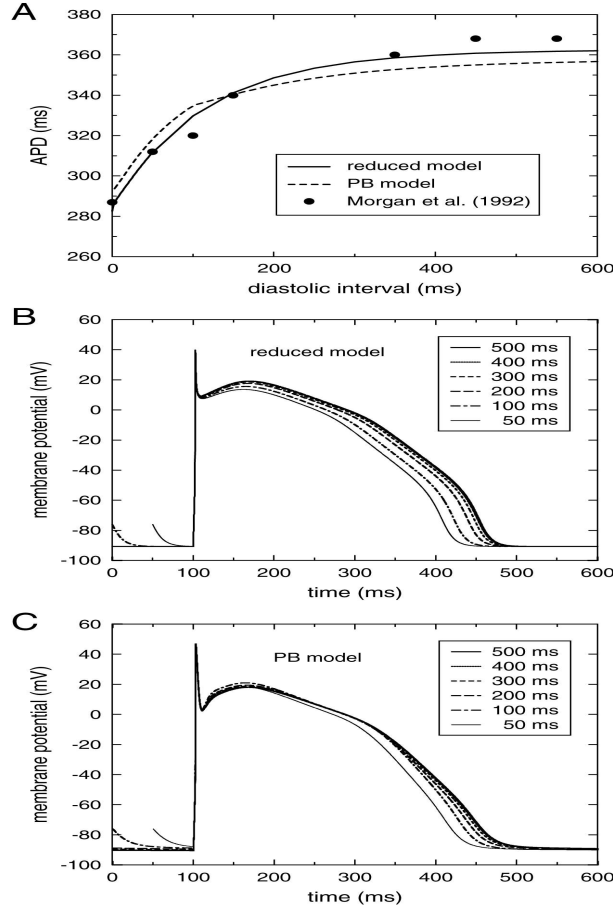 A
380
360
340
320
300
280
260
APD (ms)
reduced model
PB model
Morgan et al. (1992)
0 200 400 600
diastolic interval (ms)
B
60
40
20
0
-20
-40
-60
-80
-100
membrane potential (mV)
reduced model
500 ms
400 ms
300 ms
200 ms
100 ms
50 ms
0 100 200 300 400 500 600
time (ms)
C
60
40
20
0
-20
-40
-60
-80
-100
membrane potential (mV)
PB model
500 ms
400 ms
300 ms
200 ms
100 ms
50 ms
0 100 200 300 400 500 600
time (ms)